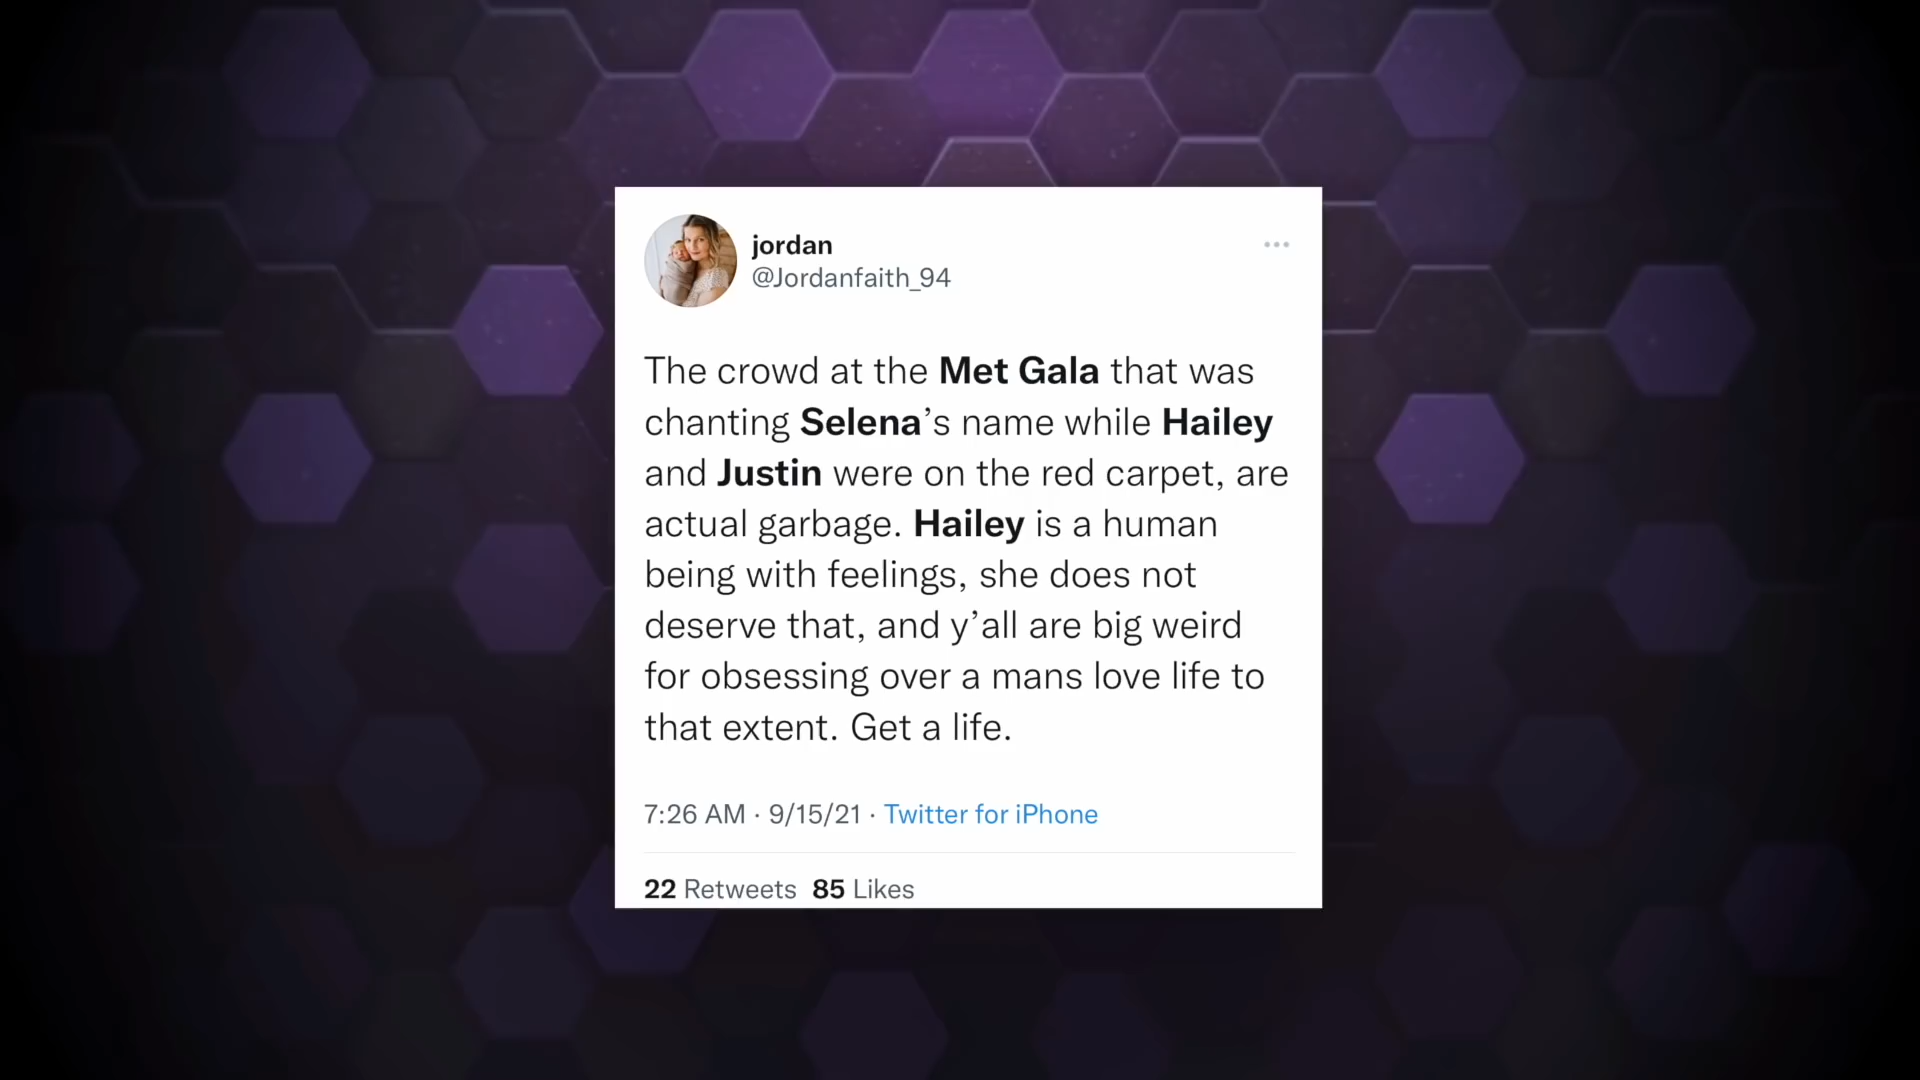 jordan
@Jordanfaith_94
The crowd at the Met Gala that was
chanting Selena’s name while Hailey
and Justin were on the red carpet, are
actual garbage. Hailey is a human
being with feelings, she does not
deserve that, and y’all are big weird
for obsessing over a mans love life to
that extent. Get a life.
7:26 AM · 9/15/21 · Twitter for iPhone
22 Retweets 85 Likes